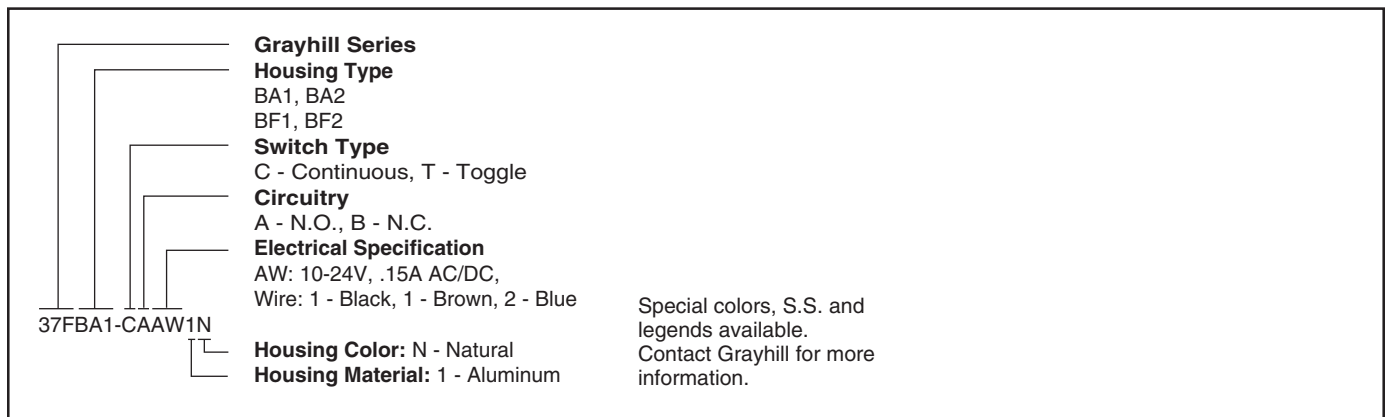 Grayhill Series
Housing Type
BA1, BA2
BF1, BF2
Switch Type
C - Continuous, T - Toggle
Circuitry
A - N.O., B - N.C.
Electrical Specification
AW: 10-24V, .15A AC/DC,
Wire: 1 - Black, 1 - Brown, 2 - Blue
37FBA1-CAAW1N
Housing Color: N - Natural
Housing Material: 1 - Aluminum
Special colors, S.S. and
legends available.
Contact Grayhill for more
information.